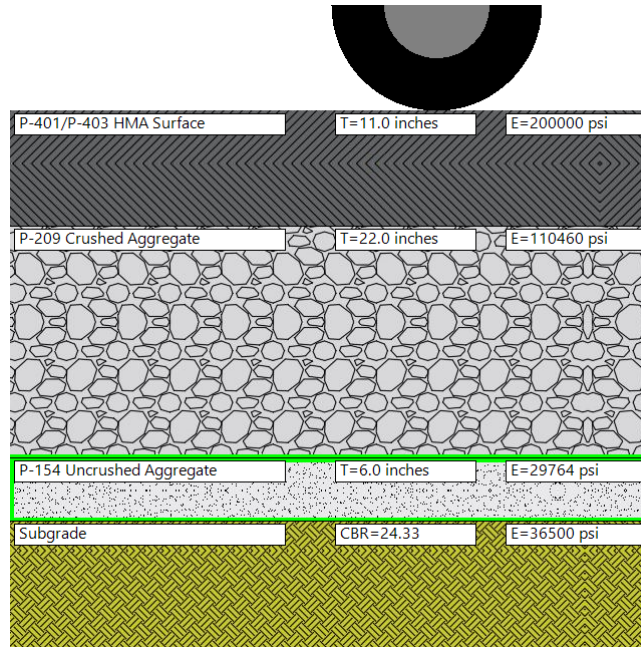 P-401/P-403 HMA Surface T=11.0 inches E=200000 psi
P-209 Crushed Aggregate T=22.0 inches E=110460 psi
P-154 Uncrushed Aggregate T=6.0 inches E=29764 psi
Subgrade CBR=24.33 E=36500 psi